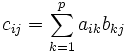 c_{ij} = \sum_{k=1}^{p} a_{ik} b_{kj}